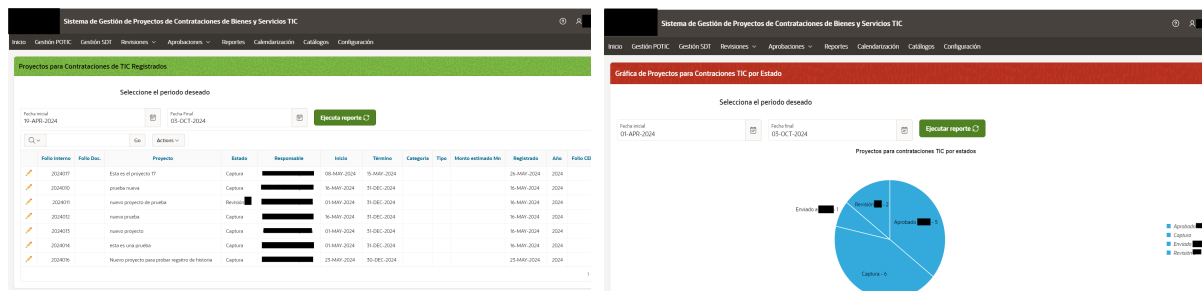 Sistema de Gestión de Proyectos de Contrataciones de Bienes y Servicios TIC
Inicio Gestión POTIC Gestión SDT Revisiones Aprobaciones Reportes Calendarización Catálogos Configuración
Proyectos para Contrataciones de TIC Registrados
Seleccione el periodo deseado
Fecha inicial
19-APR-2024
Fecha Final
03-OCT-2024
Ejecuta reporte
Go Actions
Folio Interno Folio Doc. Proyecto Estado Responsable Inicio Término Categoría Tipo Monto estimado Mn Registrado Año
2024017 Esta es el proyecto 17 Captura 08-MAY-2024 15-MAY-2024 26-MAY-2024 2024
2024010 prueba nueva Captura 16-MAY-2024 31-DEC-2024 16-MAY-2024 2024
2024011 nuevo proyecto de prueba Revisión 01-MAY-2024 31-DEC-2024 16-MAY-2024 2024
2024012 nueva prueba Captura 16-MAY-2024 31-DEC-2024 16-MAY-2024 2024
2024013 nuevo proyecto Captura 01-MAY-2024 31-DEC-2024 16-MAY-2024 2024
2024014 esta es una prueba Captura 01-MAY-2024 31-DEC-2024 16-MAY-2024 2024
2024016 Nuevo proyecto para probar registro de historia Captura 23-MAY-2024 30-DEC-2024 23-MAY-2024 2024
Sistema de Gestión de Proyectos de Contrataciones de Bienes y Servicios TIC
Inicio Gestión POTIC Gestión SDT Revisiones Aprobaciones Reportes Calendarización Catálogos Configuración
Gráfica de Proyectos para Contraciones TIC por Estado
Selecciona el periodo deseado
Fecha inicial
01-APR-2024
Fecha final
03-OCT-2024
Ejecutar reporte
Proyectos para contrataciones TIC por estados
Revisión - 2
Enviado a - 1
Aprobado - 5
Captura - 6
Aprobado
Captura
Enviado
Revisión